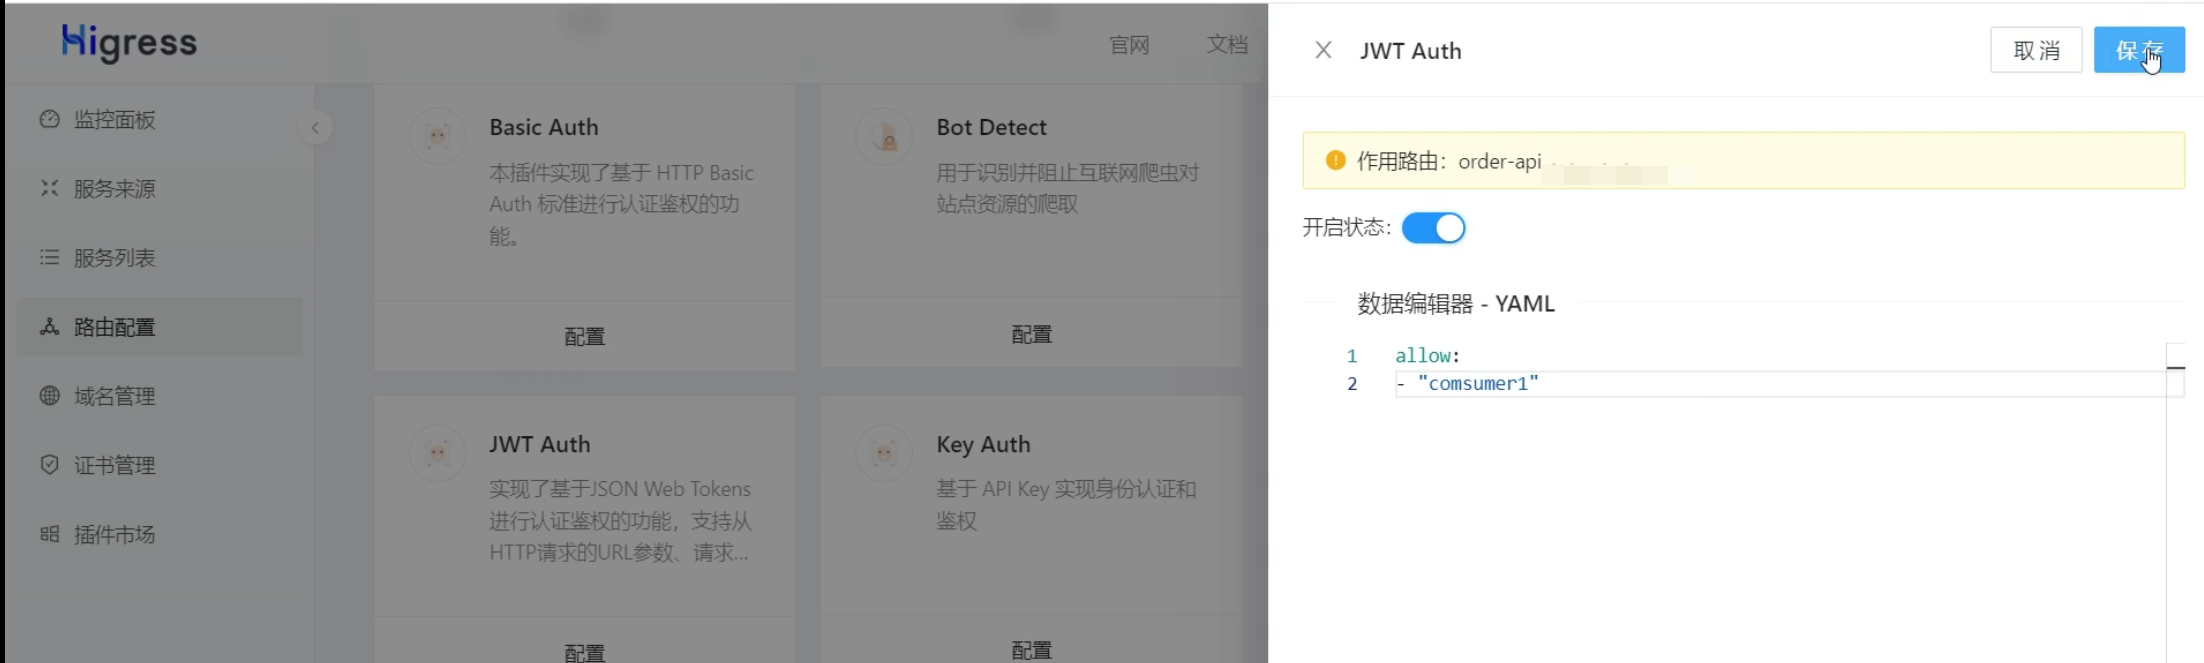 Higress
官网
文档
监控面板
服务来源
服务列表
路由配置
域名管理
证书管理
插件市场
Basic Auth
本插件实现了基于 HTTP Basic
Auth 标准进行认证鉴权的功
能。
配置
Bot Detect
用于识别并阻止互联网爬虫对
站点资源的爬取
配置
JWT Auth
实现了基于JSON Web Tokens
进行认证鉴权的功能，支持从
HTTP请求的URL参数、请求...
配置
Key Auth
基于 API Key 实现身份认证和
鉴权
配置
JWT Auth
取消
保存
作用路由：order-api
开启状态：
数据编辑器 - YAML
1 allow:
2 - "comsumer1"